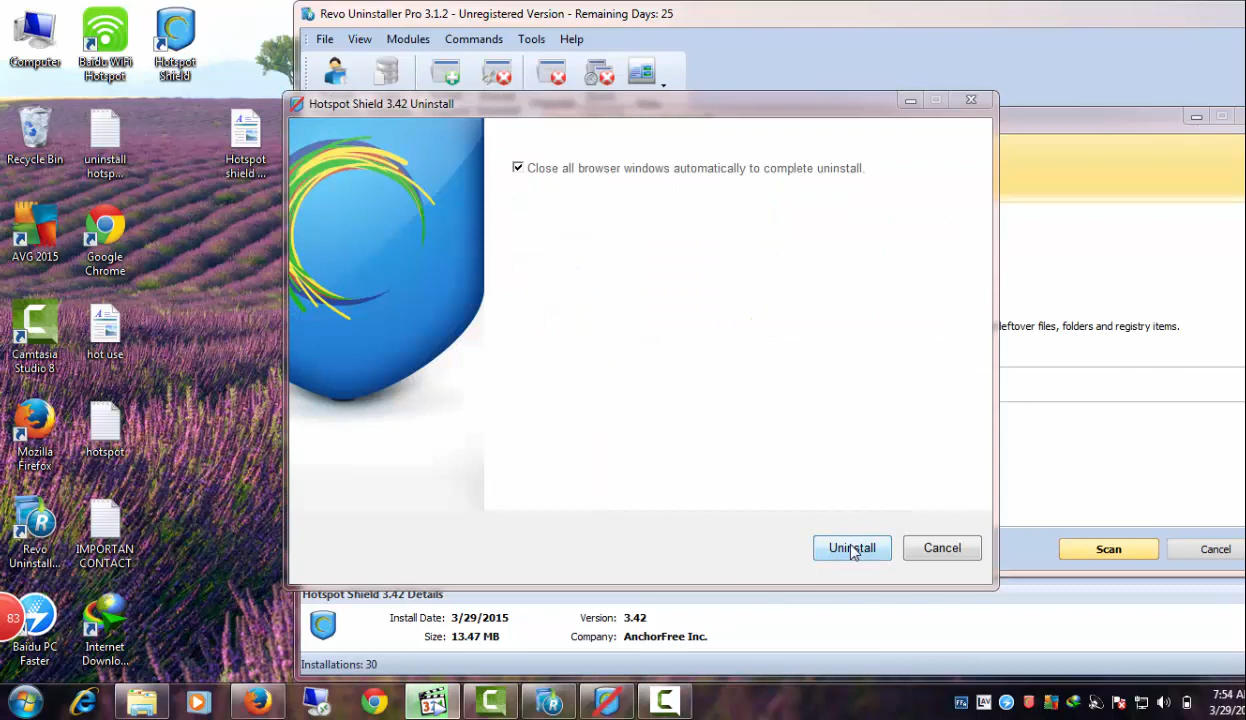 Revo Uninstaller Pro 3.1.2 - Unregistered Version - Remaining Days: 25
File View Modules Commands Tools Help
Hotspot Shield 3.42 Uninstall
Close all browser windows automatically to complete uninstall.
leftover files, folders and registry items.
Uninstall Cancel
Scan Cancel
Hotspot Shield 3.42 Details
Install Date: 3/29/2015 Version: 3.42
Size: 13.47 MB Company: AnchorFree Inc.
Installations: 30
Computer
Baidu WiFi
Hotspot
Hotspot
Shield
Recycle Bin
uninstall
hotsp...
Hotspot
shield ...
AVG 2015
Google
Chrome
Camtasia
Studio 8
hot use
Mozilla
Firefox
hotspot
Revo
Uninstall...
IMPORTAN
CONTACT
83
Baidu PC
Faster
Internet
Downlo...
7:54 A
3/29/20